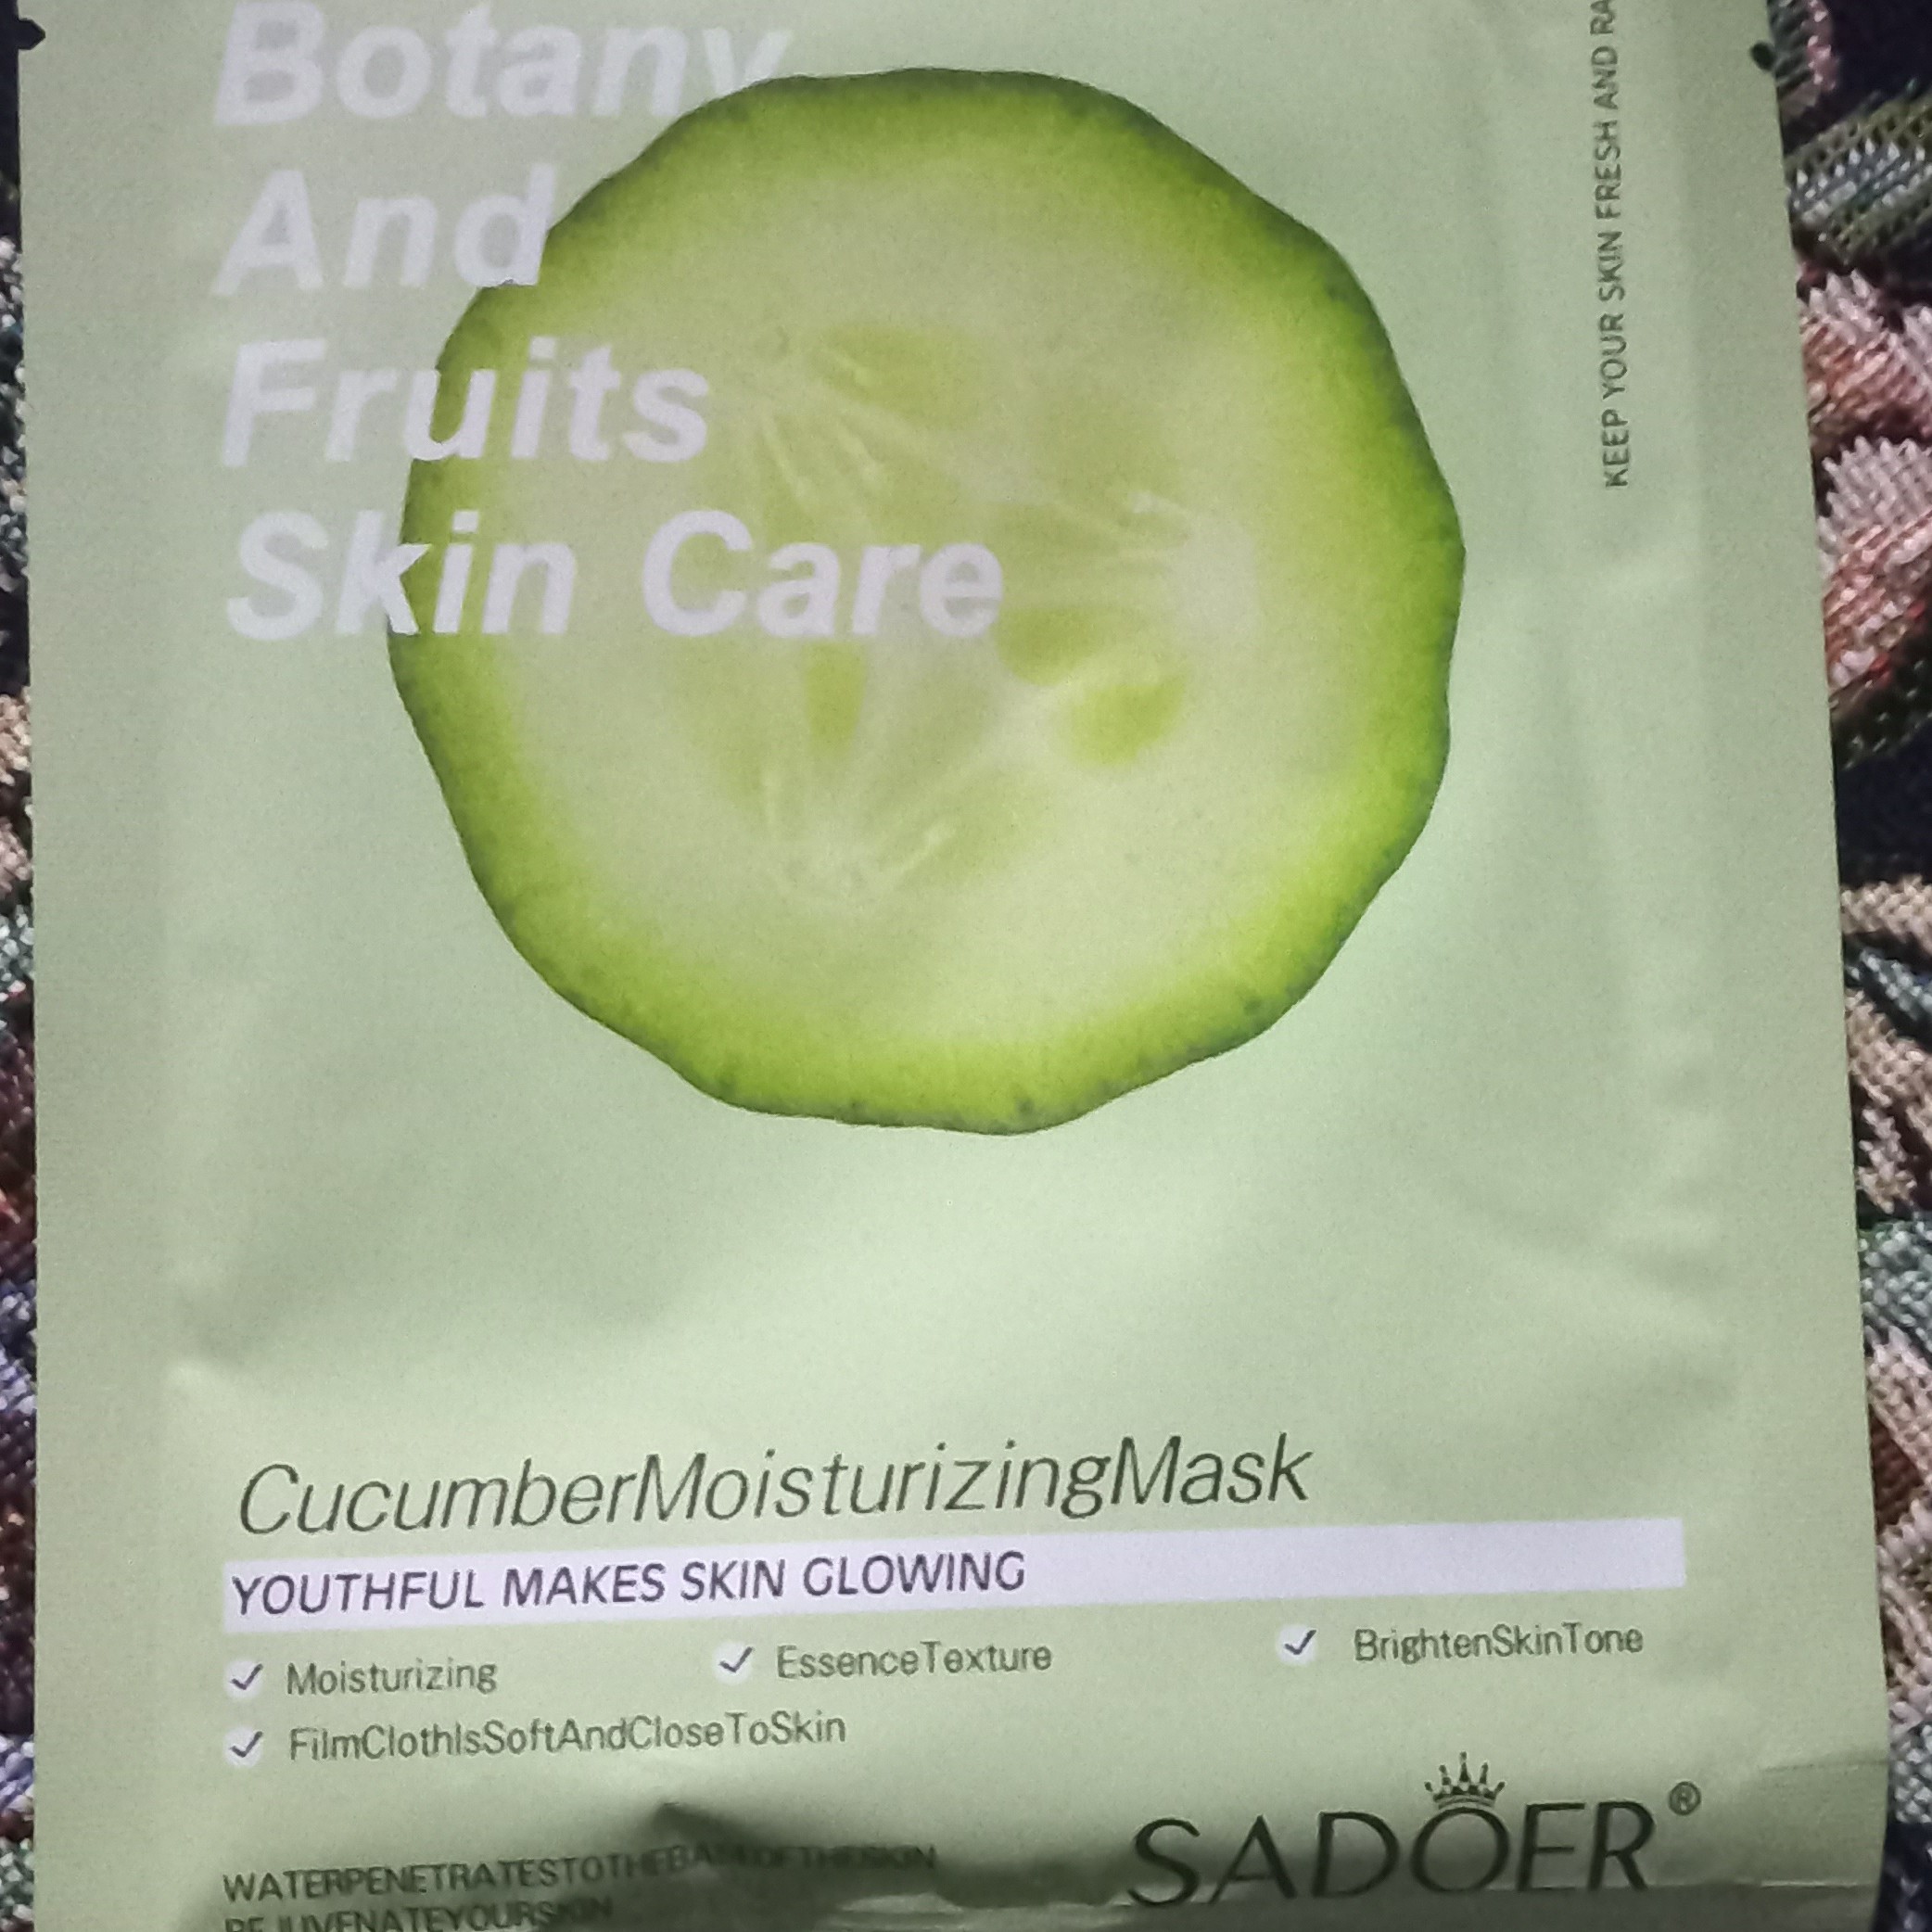 Botany
And
Fruits
Skin Care
KEEP YOUR SKIN FRESH AND
CucumberMoisturizingMask
YOUTHFUL MAKES SKIN GLOWING
Moisturizing
EssenceTexture
BrightenSkinTone
FilmClothIsSoftAndCloseToSkin
SADOER®
REJUVENATEYOURSKIN